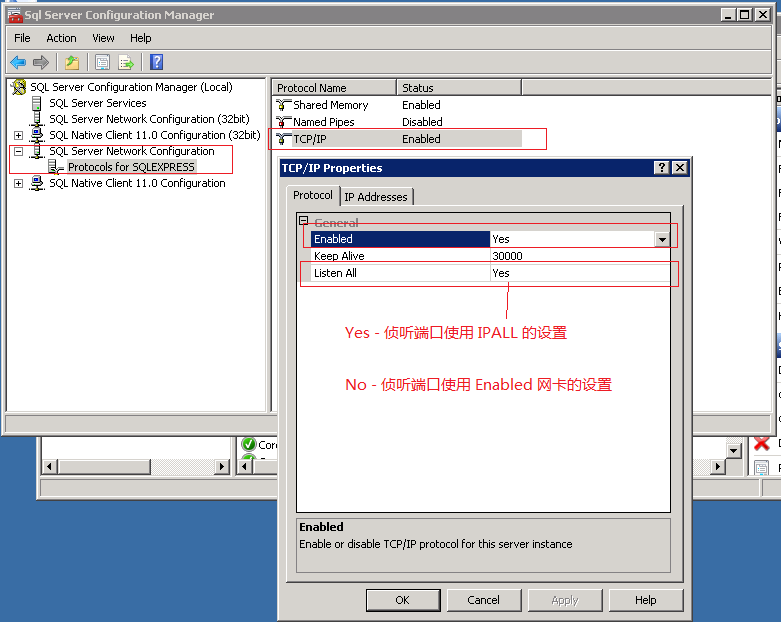 Sql Server Configuration Manager
File Action View Help
SQL Server Configuration Manager (Local)
SQL Server Services
SQL Server Network Configuration (32bit)
SQL Native Client 11.0 Configuration (32bit)
SQL Server Network Configuration
Protocols for SQLEXPRESS
SQL Native Client 11.0 Configuration
Protocol Name Status
Shared Memory Enabled
Named Pipes Disabled
TCP/IP Enabled
TCP/IP Properties
Protocol IP Addresses
General
Enabled Yes
Keep Alive 30000
Listen All Yes
Yes - 侦听端口使用 IPALL 的设置
No - 侦听端口使用 Enabled 网卡的设置
Enabled
Enable or disable TCP/IP protocol for this server instance
OK Cancel Apply Help